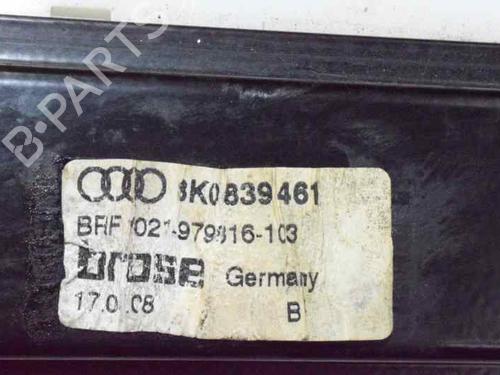 B-PARTS
8K0839461
BRF 1021-979816-103
brose Germany
17.0 .08 B